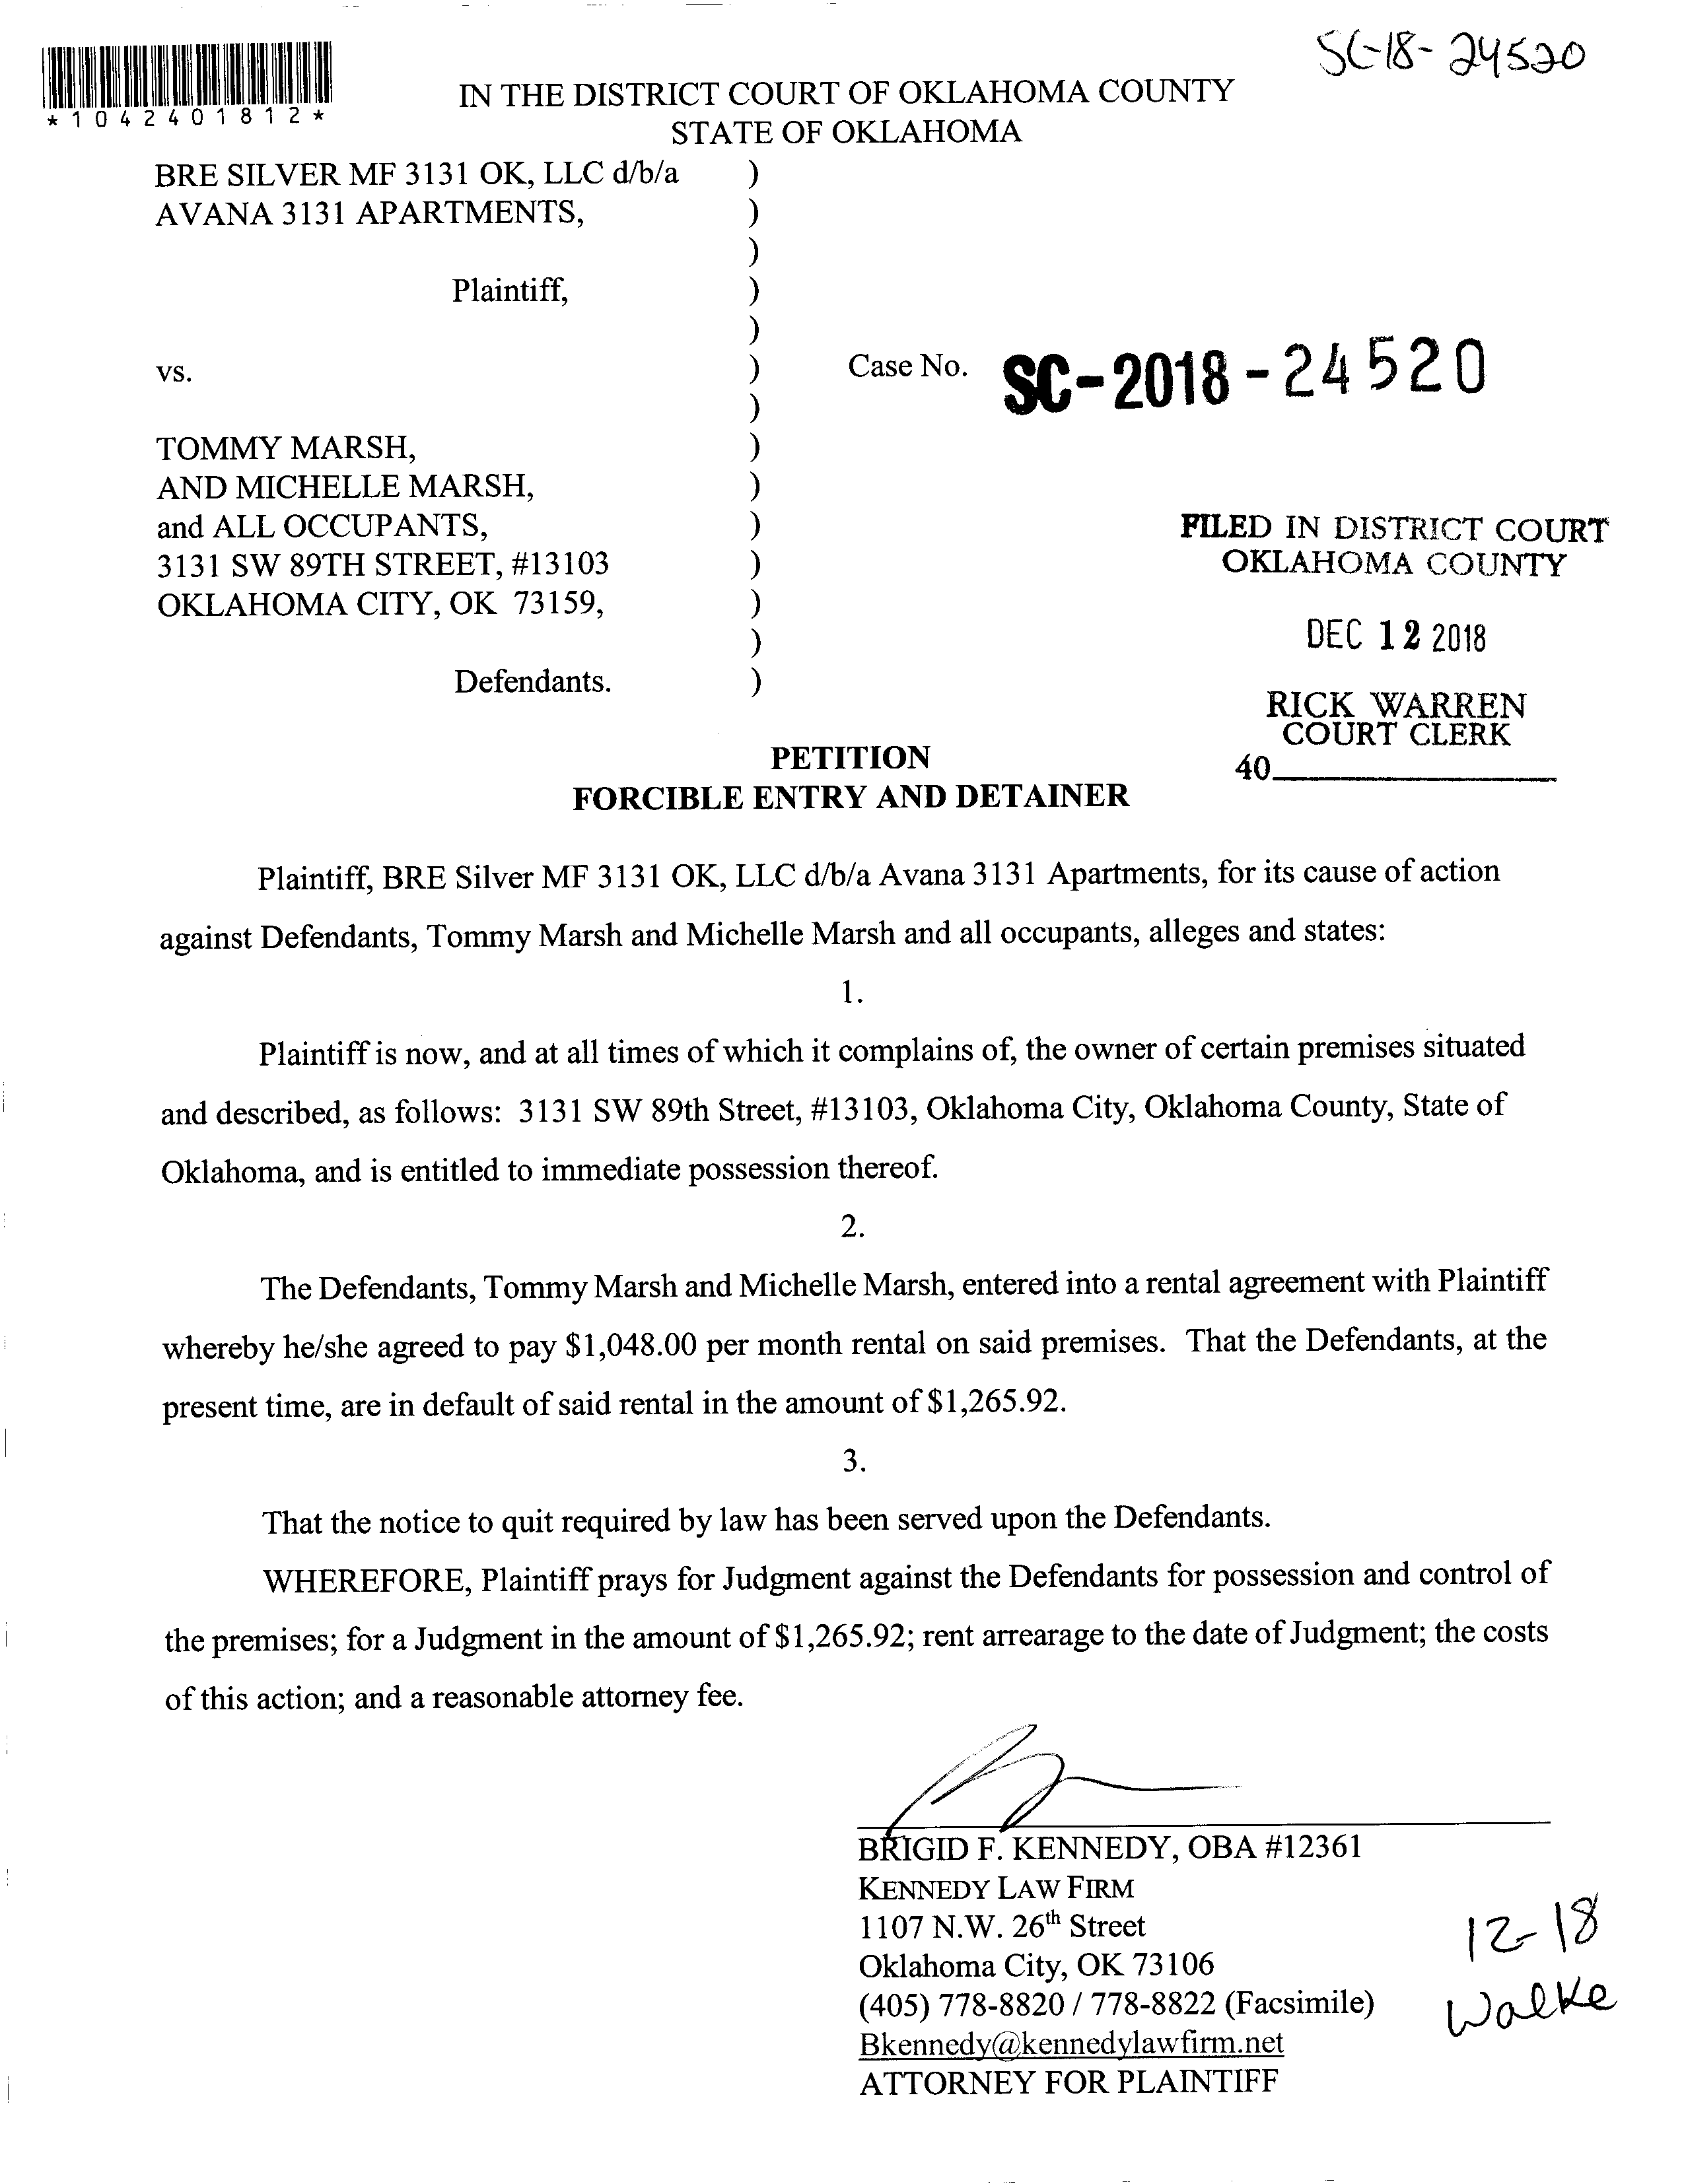 SC-18-24520
*1042401812*
IN THE DISTRICT COURT OF OKLAHOMA COUNTY
STATE OF OKLAHOMA
BRE SILVER MF 3131 OK, LLC d/b/a )
AVANA 3131 APARTMENTS, )
)
Plaintiff, )
)
vs. ) Case No. SC-2018-24520
)
TOMMY MARSH, )
AND MICHELLE MARSH, )
and ALL OCCUPANTS, )
3131 SW 89TH STREET, #13103 )
OKLAHOMA CITY, OK 73159, )
)
Defendants. )
FILED IN DISTRICT COURT
OKLAHOMA COUNTY
DEC 12 2018
RICK WARREN
COURT CLERK
40
PETITION
FORCIBLE ENTRY AND DETAINER
Plaintiff, BRE Silver MF 3131 OK, LLC d/b/a Avana 3131 Apartments, for its cause of action
against Defendants, Tommy Marsh and Michelle Marsh and all occupants, alleges and states:
1.
Plaintiff is now, and at all times of which it complains of, the owner of certain premises situated
and described, as follows: 3131 SW 89th Street, #13103, Oklahoma City, Oklahoma County, State of
Oklahoma, and is entitled to immediate possession thereof.
2.
The Defendants, Tommy Marsh and Michelle Marsh, entered into a rental agreement with Plaintiff
whereby he/she agreed to pay $1,048.00 per month rental on said premises. That the Defendants, at the
present time, are in default of said rental in the amount of $1,265.92.
3.
That the notice to quit required by law has been served upon the Defendants.
WHEREFORE, Plaintiff prays for Judgment against the Defendants for possession and control of
the premises; for a Judgment in the amount of $1,265.92; rent arrearage to the date of Judgment; the costs
of this action; and a reasonable attorney fee.
BRIGID F. KENNEDY, OBA #12361
KENNEDY LAW FIRM
1107 N.W. 26th Street
Oklahoma City, OK 73106
(405) 778-8820 / 778-8822 (Facsimile)
Bkennedy@kennedylawfirm.net
ATTORNEY FOR PLAINTIFF
12-18
Walke